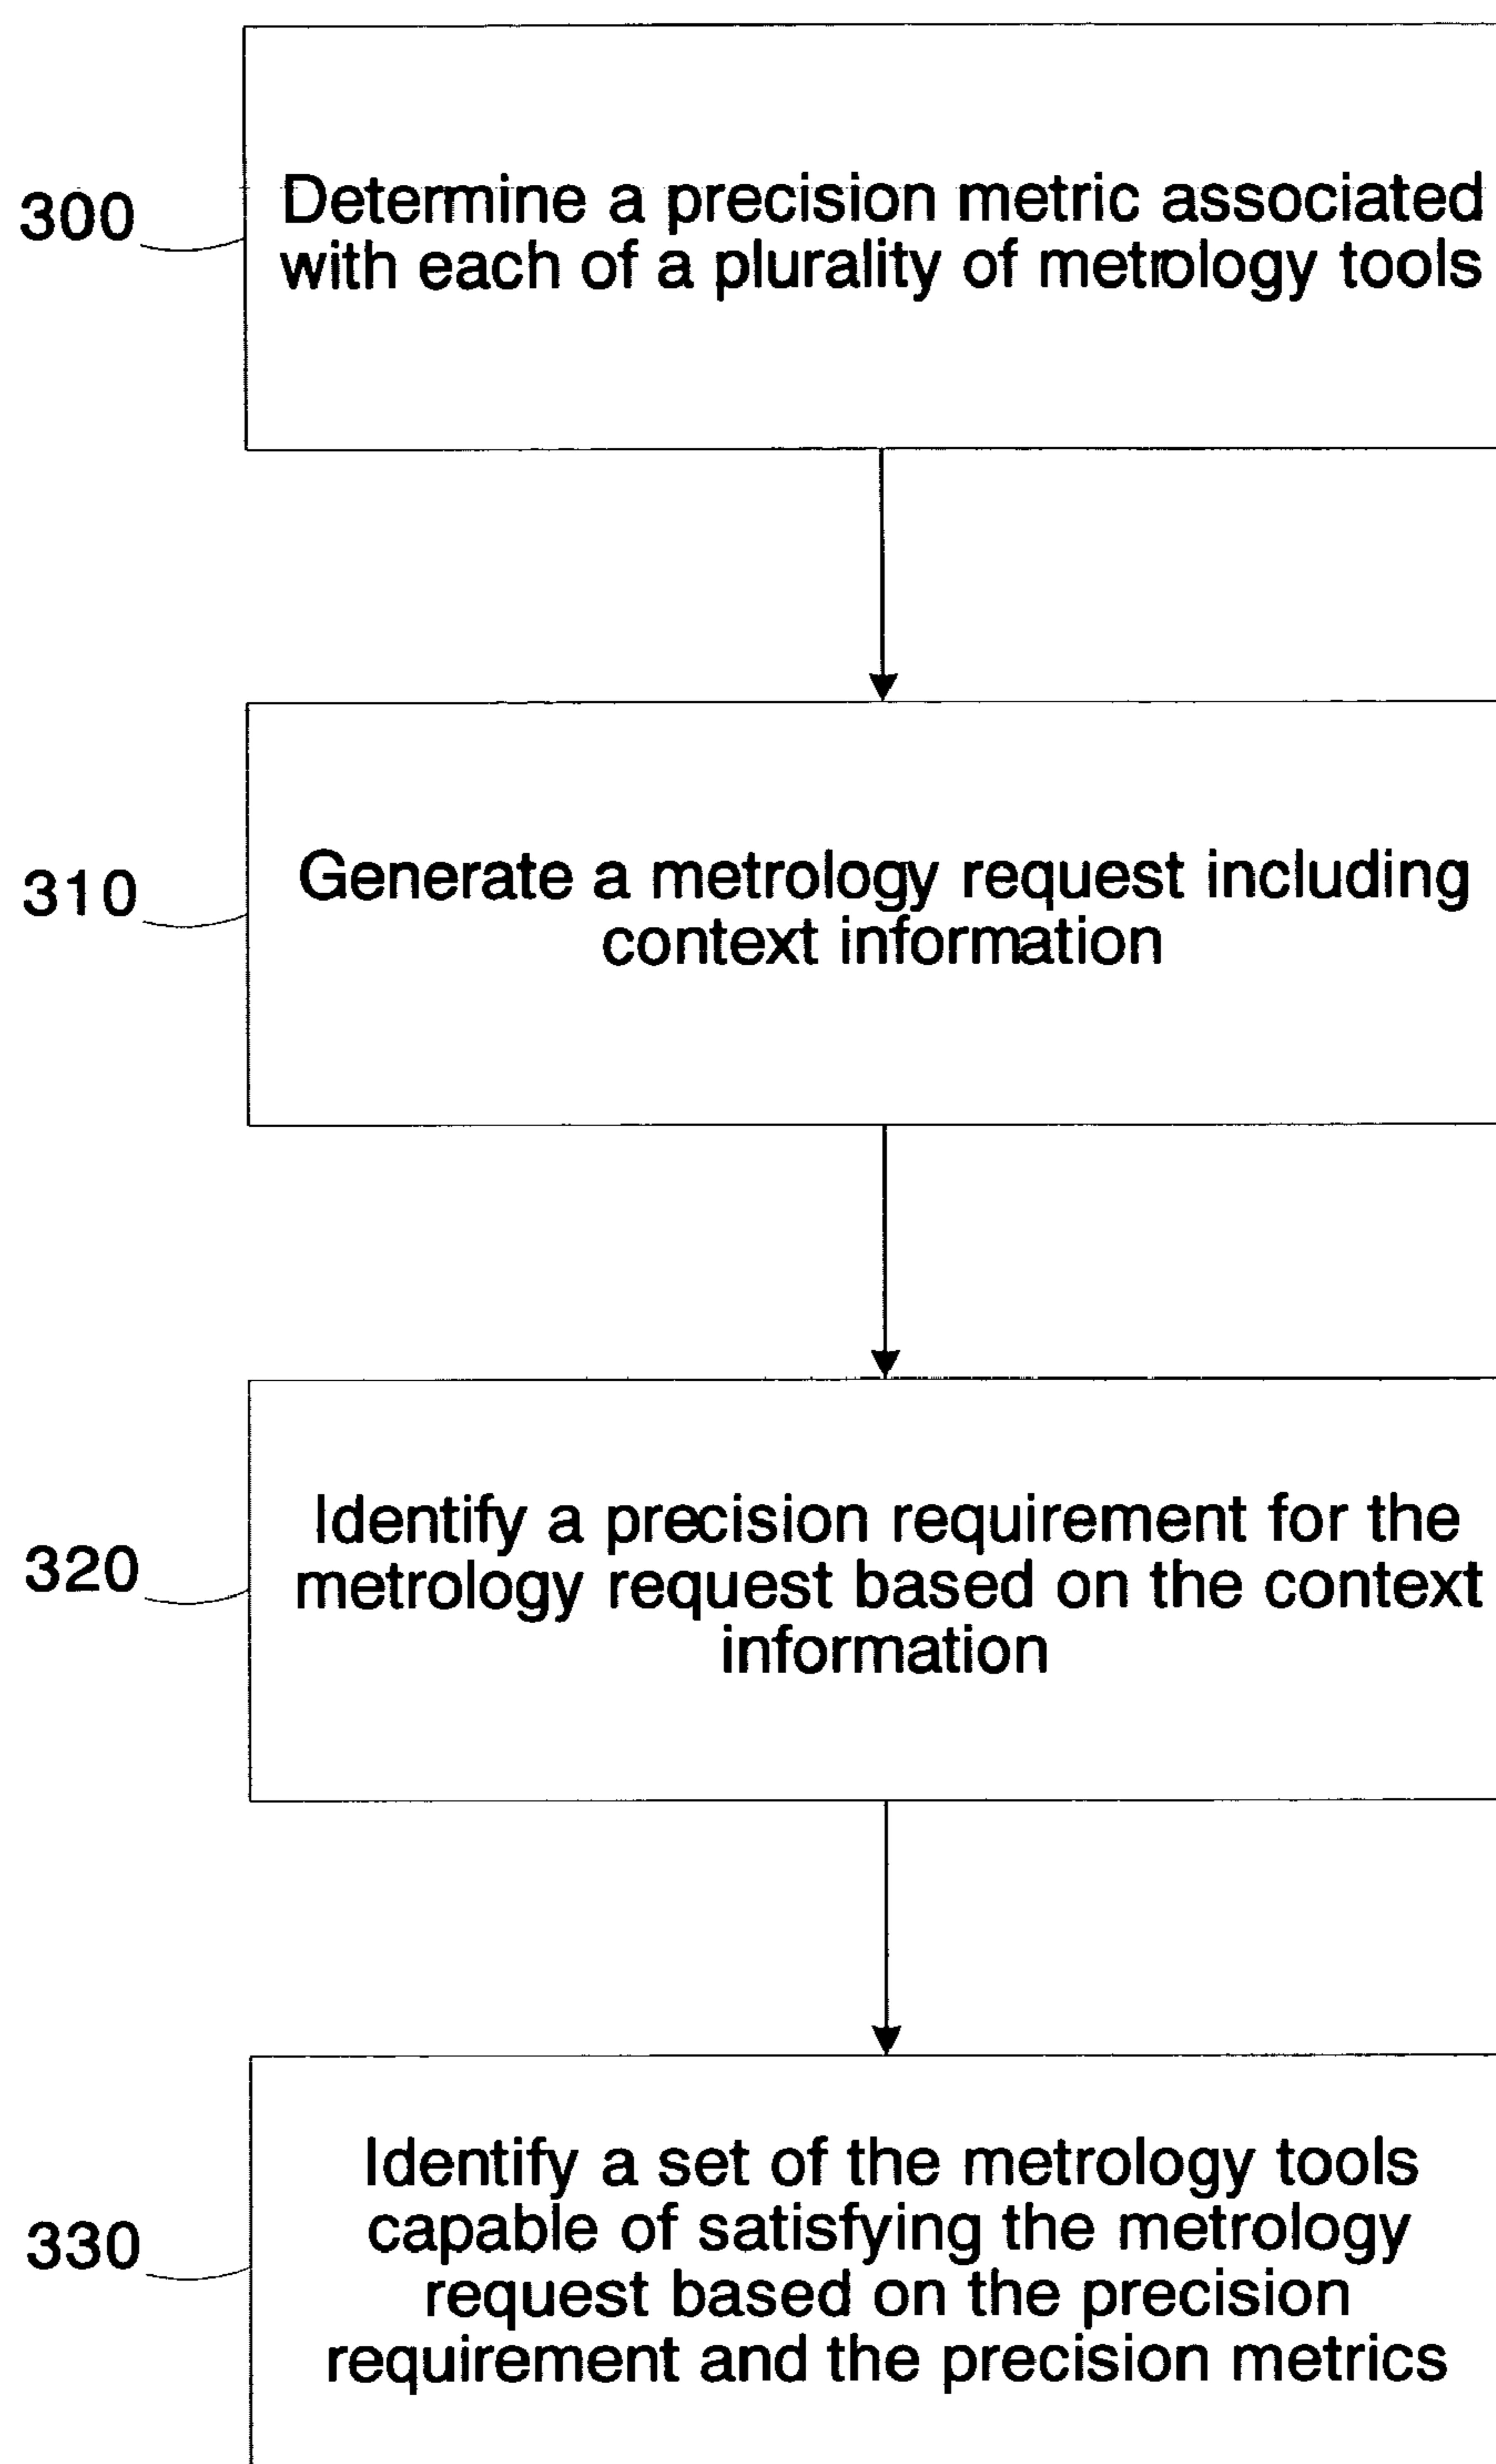 300
Determine a precision metric associated
with each of a plurality of metrology tools
310
Generate a metrology request including
context information
320
Identify a precision requirement for the
metrology request based on the context
information
330
Identify a set of the metrology tools
capable of satisfying the metrology
request based on the precision
requirement and the precision metrics